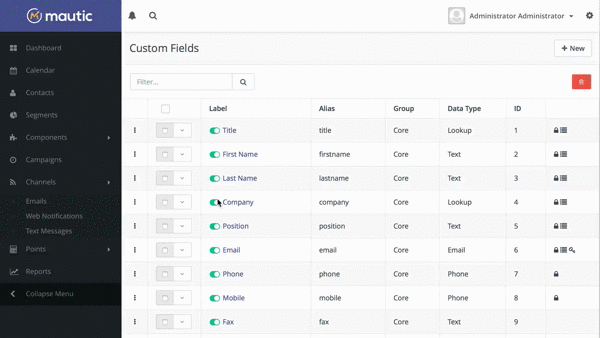 mautic
Administrator Administrator
Dashboard
Calendar
Contacts
Segments
Components
Campaigns
Channels
Emails
Web Notifications
Text Messages
Points
Reports
Collapse Menu
Custom Fields
+ New
Filter...
Label Alias Group Data Type ID
Title title Core Lookup 1
First Name firstname Core Text 2
Last Name lastname Core Text 3
Company company Core Lookup 4
Position position Core Text 5
Email email Core Email 6
Phone phone Core Phone 7
Mobile mobile Core Phone 8
Fax fax Core Text 9